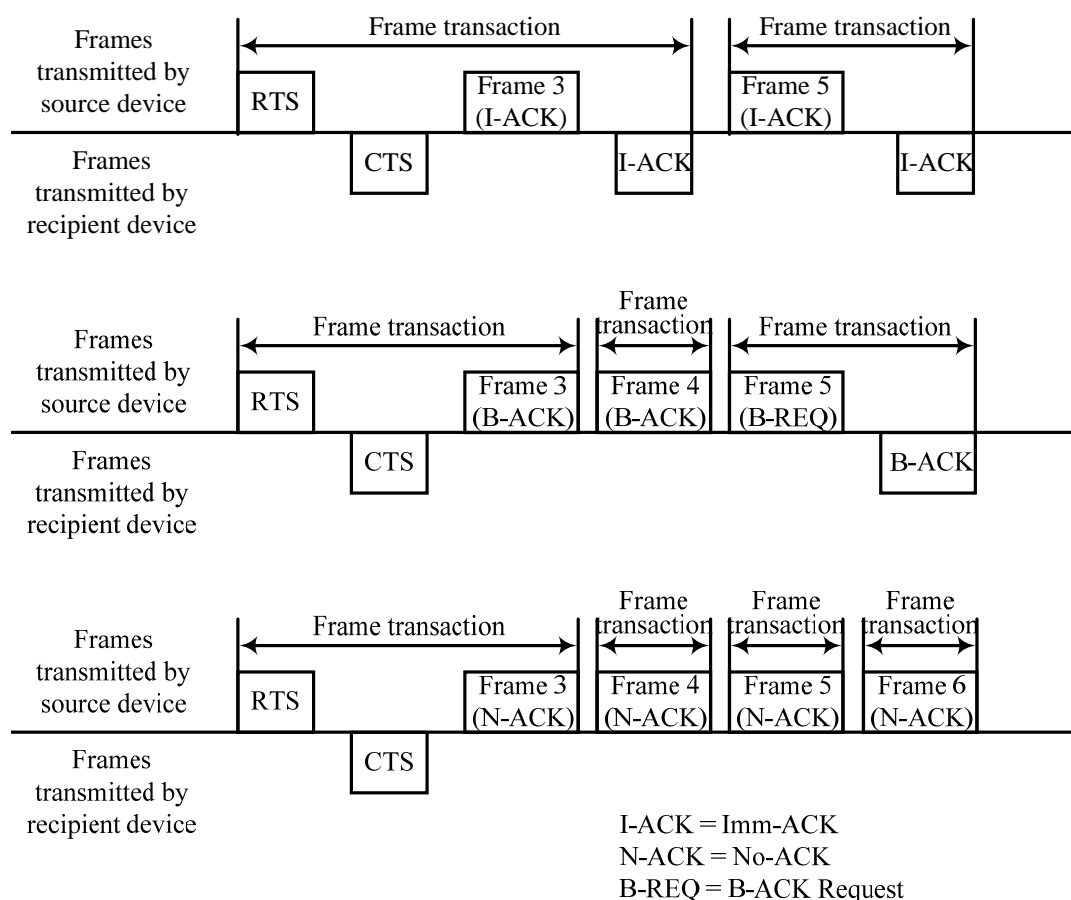 Frames
transmitted by
source device
Frame transaction
Frame transaction
RTS
Frame 3
(I-ACK)
Frame 5
(I-ACK)
Frames
transmitted by
recipient device
CTS
I-ACK
I-ACK
Frames
transmitted by
source device
Frame transaction
Frame
transaction
Frame transaction
RTS
Frame 3
(B-ACK)
Frame 4
(B-ACK)
Frame 5
(B-REQ)
Frames
transmitted by
recipient device
CTS
B-ACK
Frames
transmitted by
source device
Frame transaction
Frame
transaction
Frame
transaction
Frame
transaction
RTS
Frame 3
(N-ACK)
Frame 4
(N-ACK)
Frame 5
(N-ACK)
Frame 6
(N-ACK)
Frames
transmitted by
recipient device
CTS
I-ACK = Imm-ACK
N-ACK = No-ACK
B-REQ = B-ACK Request